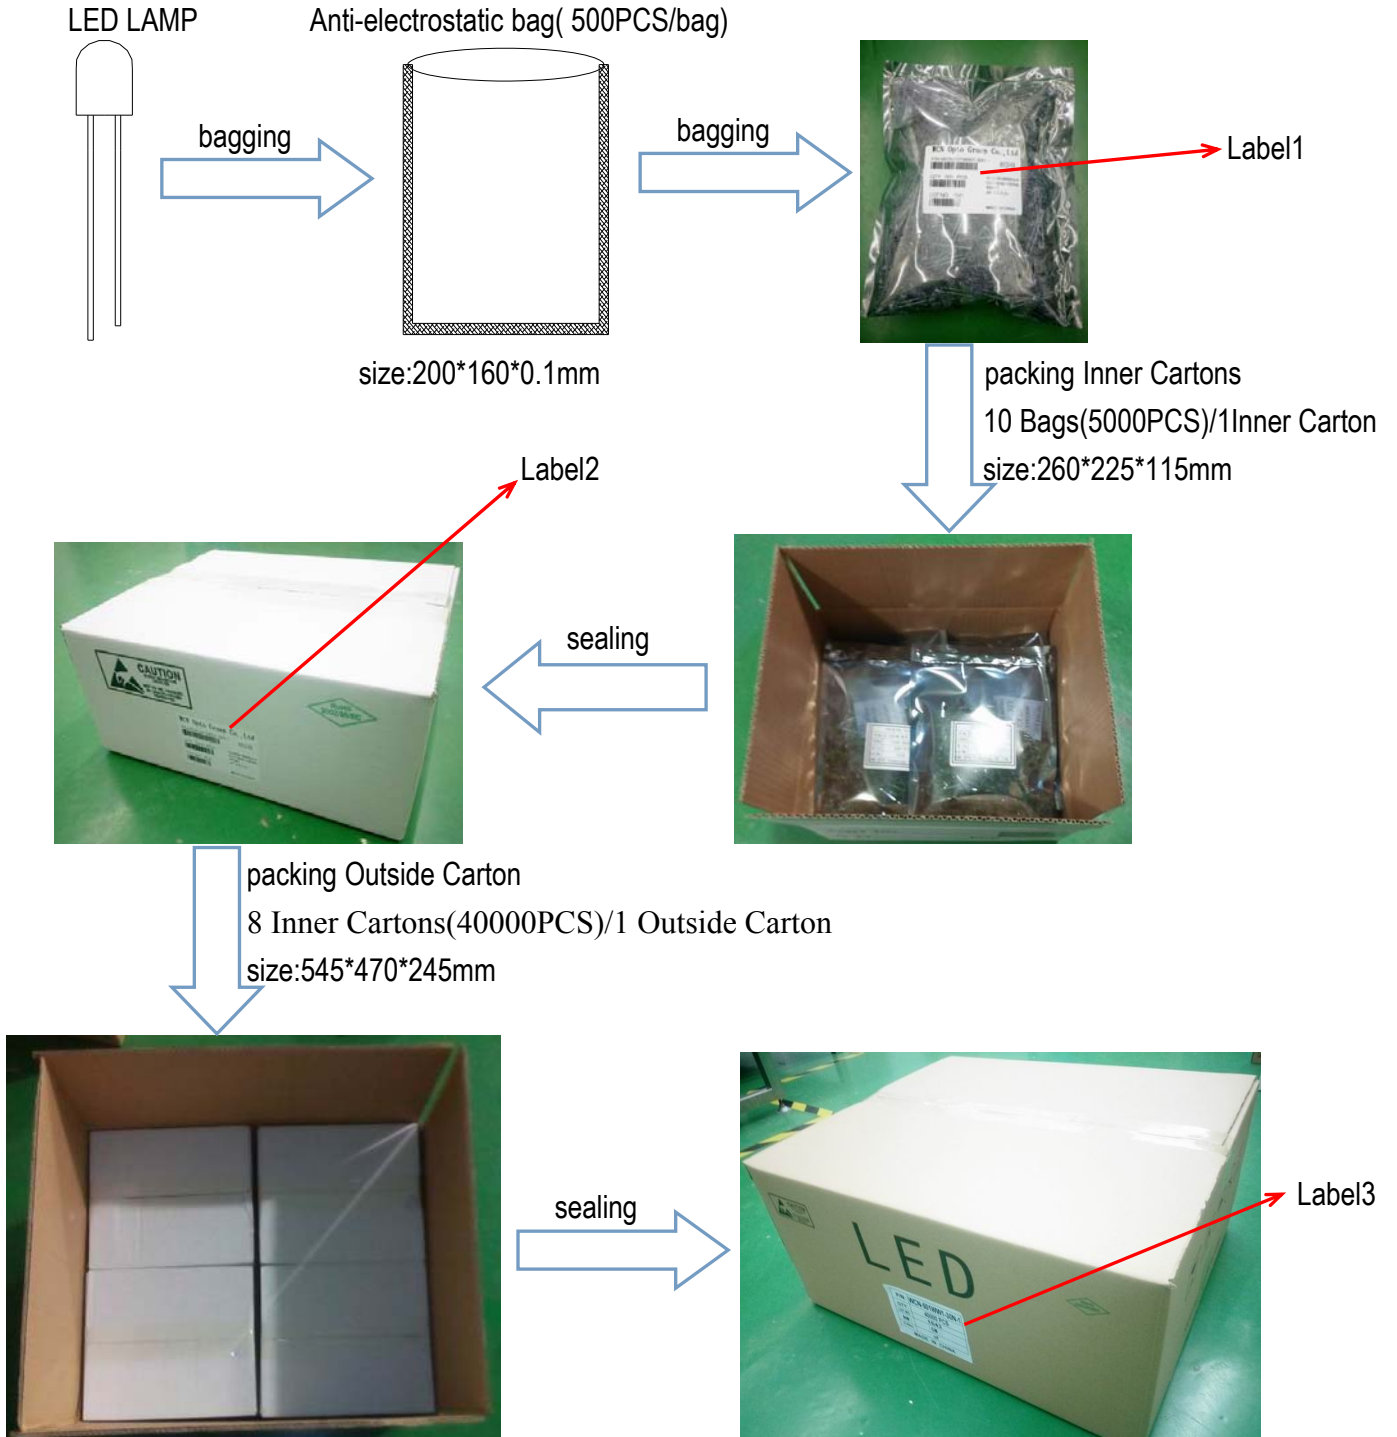 LED LAMP
Anti-electrostatic bag( 500PCS/bag)
bagging
bagging
Label1
size:200*160*0.1mm
packing Inner Cartons
10 Bags(5000PCS)/1Inner Carton
size:260*225*115mm
Label2
sealing
CAUTION
packing Outside Carton
8 Inner Cartons(40000PCS)/1 Outside Carton
size:545*470*245mm
sealing
Label3
LED